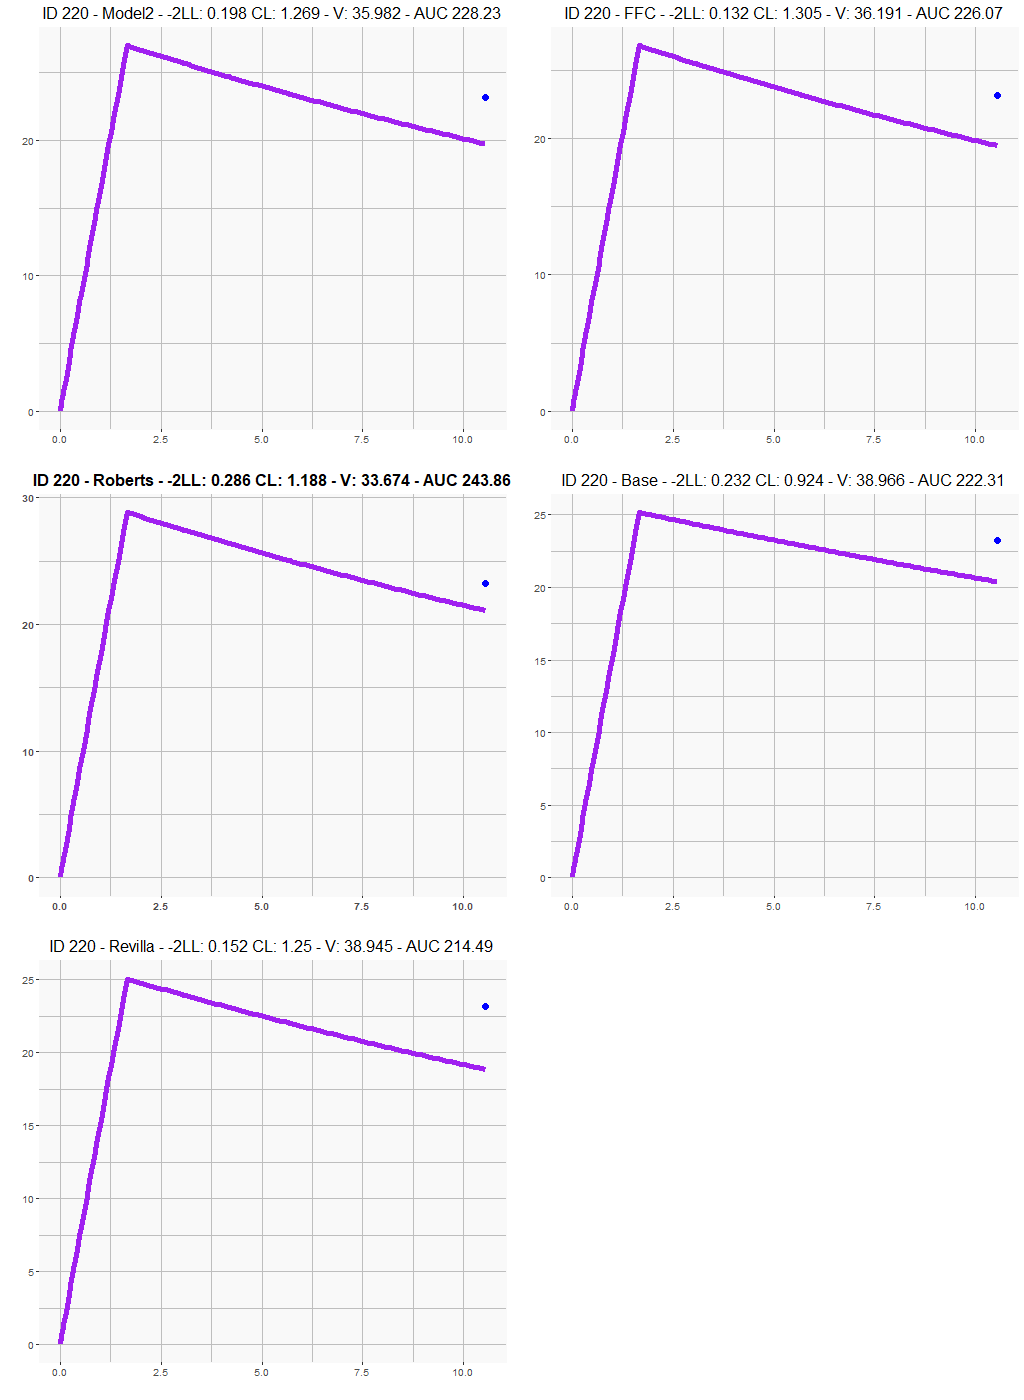 ID 220 - Model2 - -2LL: 0.198 CL: 1.269 - V: 35.982 - AUC 228.23
20
10
0
0.0 2.5 5.0 7.5 10.0
ID 220 - FFC - -2LL: 0.132 CL: 1.305 - V: 36.191 - AUC 226.07
20
10
0
0.0 2.5 5.0 7.5 10.0
ID 220 - Roberts - -2LL: 0.286 CL: 1.188 - V: 33.674 - AUC 243.86
30
20
10
0
0.0 2.5 5.0 7.5 10.0
ID 220 - Base - -2LL: 0.232 CL: 0.924 - V: 38.966 - AUC 222.31
25
20
15
10
5
0
0.0 2.5 5.0 7.5 10.0
ID 220 - Revilla - -2LL: 0.152 CL: 1.25 - V: 38.945 - AUC 214.49
25
20
15
10
5
0
0.0 2.5 5.0 7.5 10.0